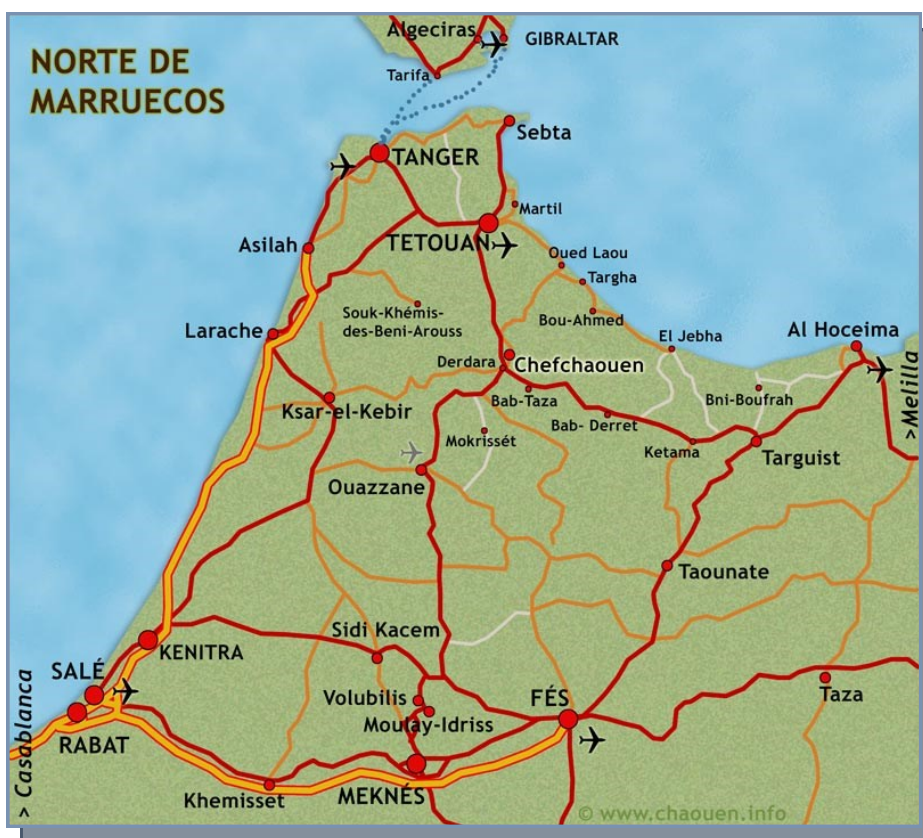 NORTE DE
MARRUECOS
Algeciras
GIBRALTAR
Tarifa
Sebta
TANGER
Martil
TETOUAN
Asilah
Oued Laou
Targha
Souk-Khémis-
des-Beni-Arouss
Bou-Ahmed
Larache
El Jebha
Al Hoceima
Derdara
Chefchaouen
> Melilla
Bab-Taza
Bni-Boufrah
Ksar-el-Kebir
Bab- Derret
Mokrissét
Ketama
Targuist
Ouazzane
Taounate
Sidi Kacem
KENITRA
SALÉ
Volubilis
FÉS
Taza
Moulay-Idriss
RABAT
> Casablanca
Khemisset
MEKNÉS
© www.chaouen.info